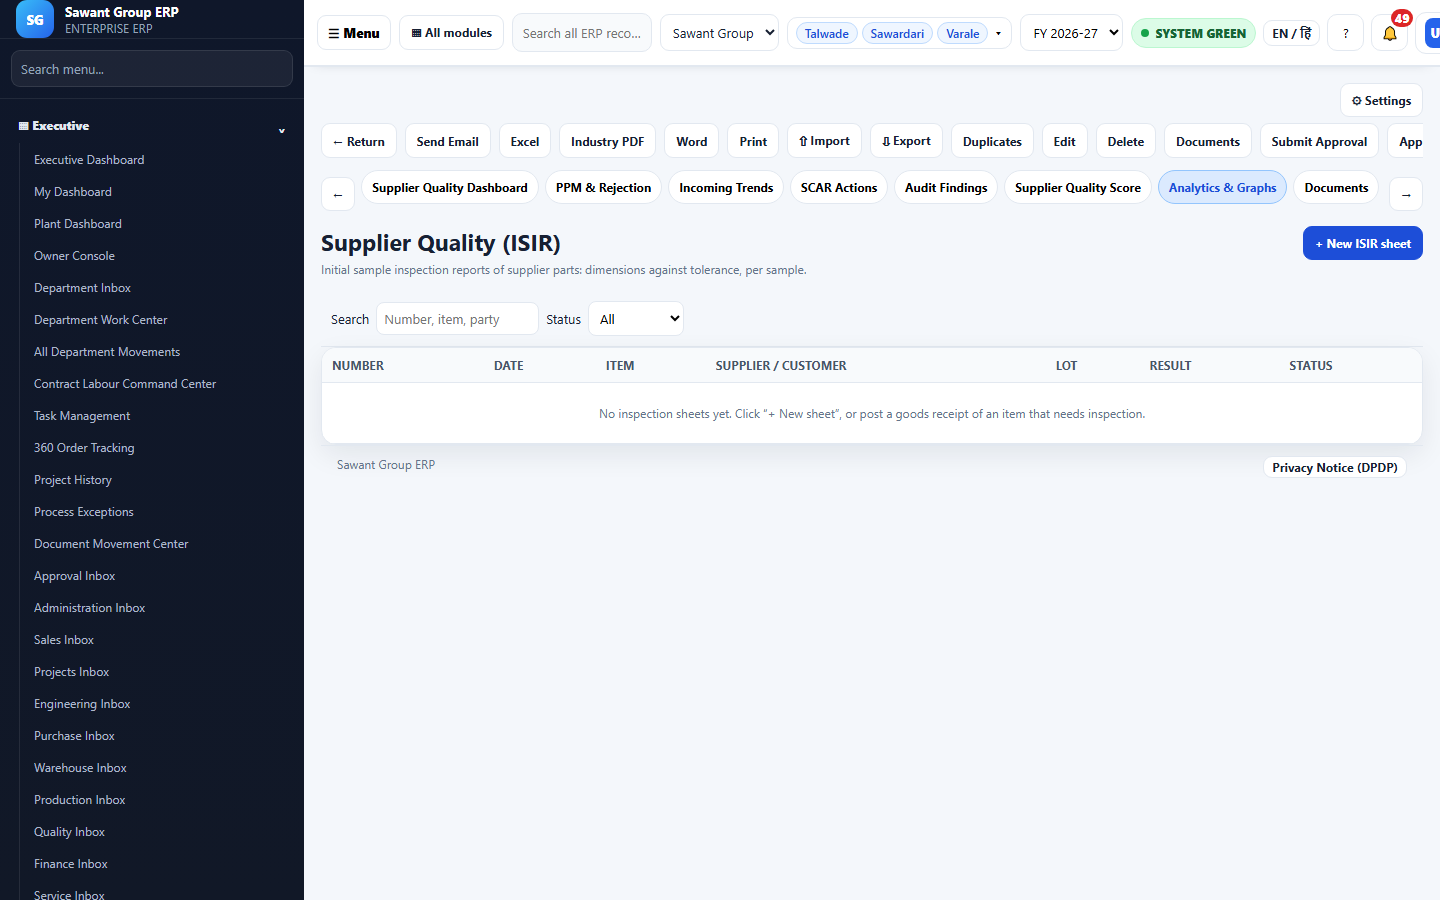 SG
Sawant Group ERP
ENTERPRISE ERP
Search menu...
Executive
Executive Dashboard
My Dashboard
Plant Dashboard
Owner Console
Department Inbox
Department Work Center
All Department Movements
Contract Labour Command Center
Task Management
360 Order Tracking
Project History
Process Exceptions
Document Movement Center
Approval Inbox
Administration Inbox
Sales Inbox
Projects Inbox
Engineering Inbox
Purchase Inbox
Warehouse Inbox
Production Inbox
Quality Inbox
Finance Inbox
Service Inbox
☰ Menu
All modules
Search all ERP reco...
Sawant Group
Talwade
Sawardari
Varale
FY 2026-27
SYSTEM GREEN
EN / हिं
?
49
U
Settings
← Return
Send Email
Excel
Industry PDF
Word
Print
⇧ Import
⇩ Export
Duplicates
Edit
Delete
Documents
Submit Approval
App
←
Supplier Quality Dashboard
PPM & Rejection
Incoming Trends
SCAR Actions
Audit Findings
Supplier Quality Score
Analytics & Graphs
Documents
→
Supplier Quality (ISIR)
+ New ISIR sheet
Initial sample inspection reports of supplier parts: dimensions against tolerance, per sample.
Search
Number, item, party
Status
All
NUMBER DATE ITEM SUPPLIER / CUSTOMER LOT RESULT STATUS
No inspection sheets yet. Click "+ New sheet", or post a goods receipt of an item that needs inspection.
Sawant Group ERP
Privacy Notice (DPDP)